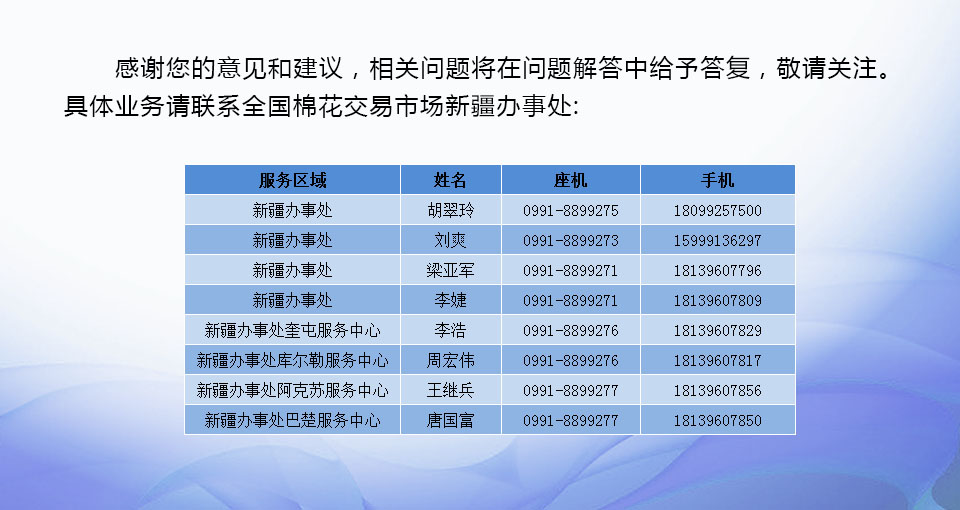 感谢您的意见和建议，相关问题将在问题解答中给予答复，敬请关注。
具体业务请联系全国棉花交易市场新疆办事处:
服务区域 姓名 座机 手机
新疆办事处 胡翠玲 0991-8899275 18099257500
新疆办事处 刘爽 0991-8899273 15999136297
新疆办事处 梁亚军 0991-8899271 18139607796
新疆办事处 李婕 0991-8899271 18139607809
新疆办事处奎屯服务中心 李浩 0991-8899276 18139607829
新疆办事处库尔勒服务中心 周宏伟 0991-8899276 18139607817
新疆办事处阿克苏服务中心 王继兵 0991-8899277 18139607856
新疆办事处巴楚服务中心 唐国富 0991-8899277 18139607850